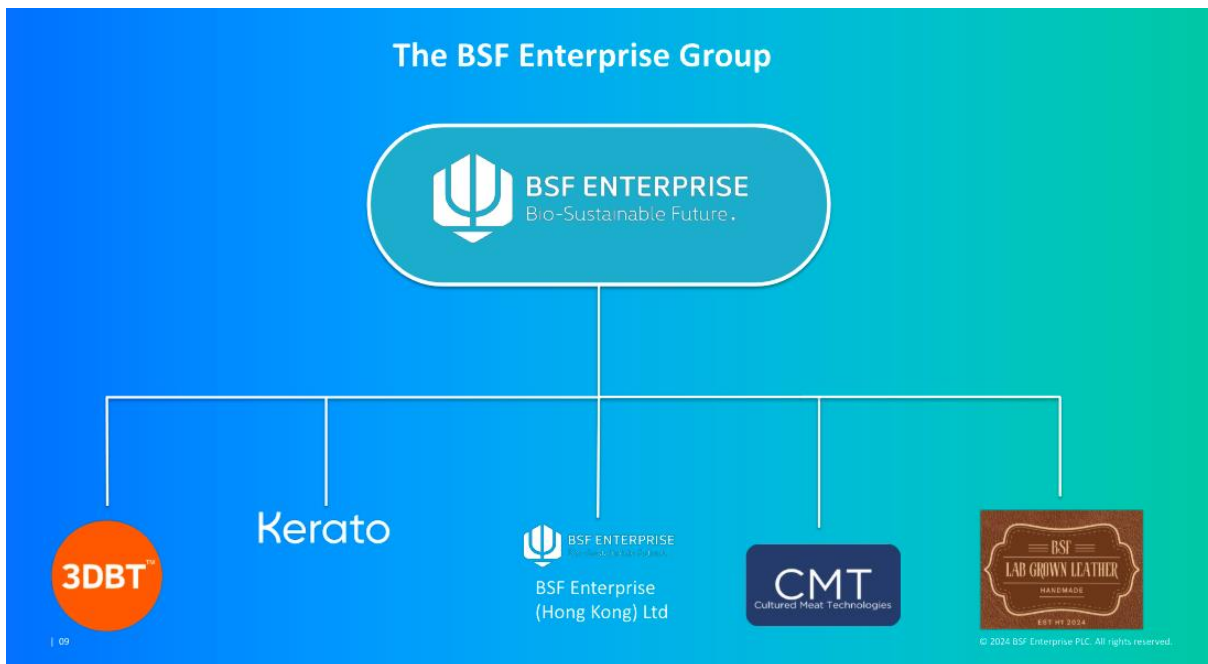 The BSF Enterprise Group
BSF ENTERPRISE
Bio-Sustainable Future.
3DBT™
Kerato
BSF ENTERPRISE
BSF Enterprise
(Hong Kong) Ltd
CMT
Cultured Meat Technologies
BSF
LAB GROWN LEATHER
HANDMADE
EST H1 2024
| 09
© 2024 BSF Enterprise PLC. All rights reserved.